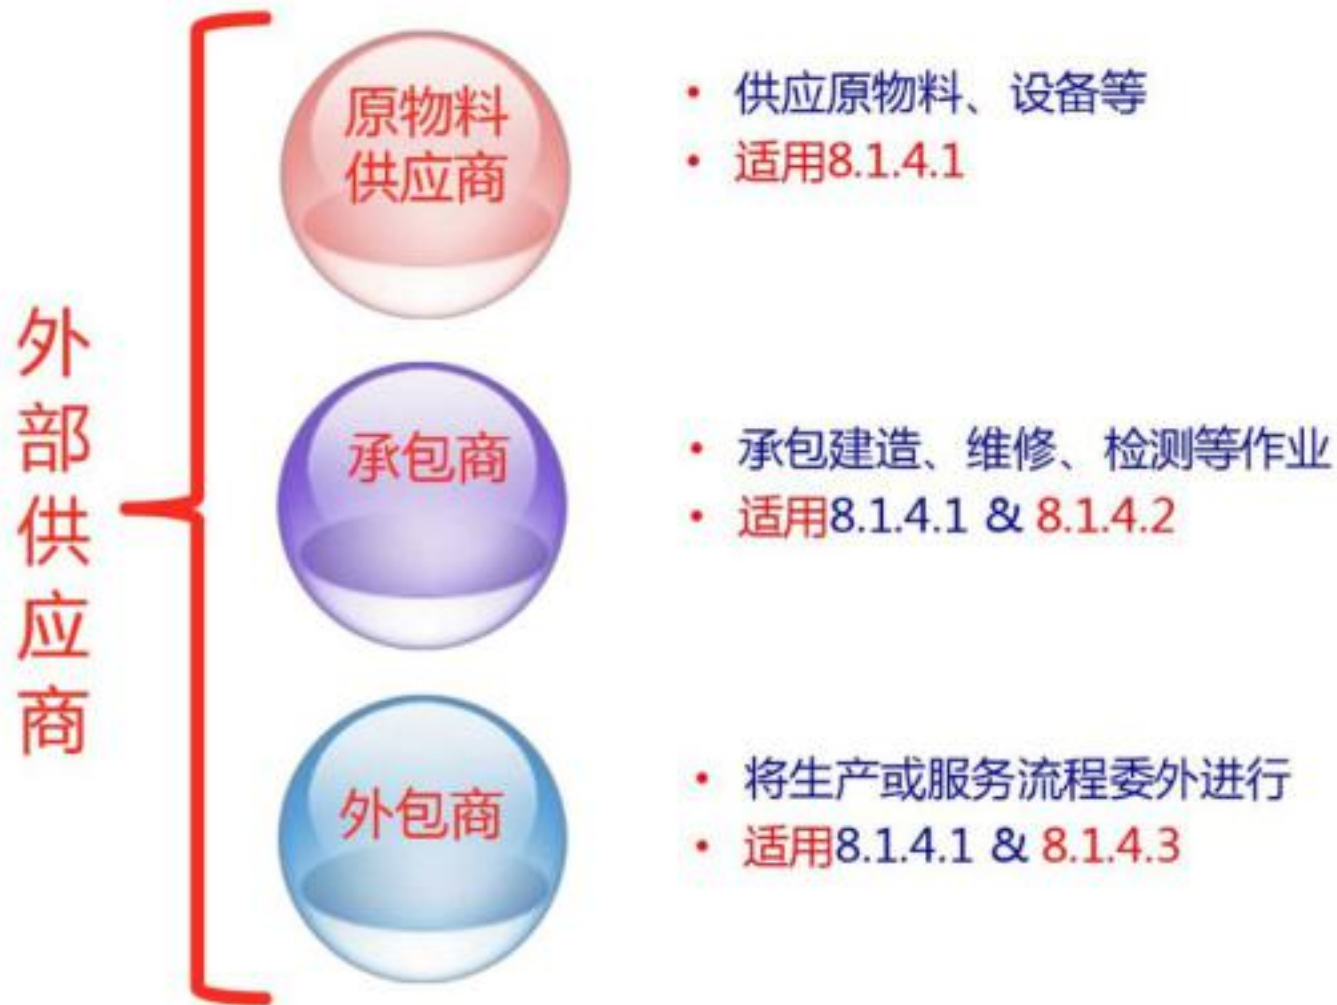 外部供应商
原物料
供应商
• 供应原物料、设备等
• 适用8.1.4.1
承包商
• 承包建造、维修、检测等作业
• 适用8.1.4.1 & 8.1.4.2
外包商
• 将生产或服务流程委外进行
• 适用8.1.4.1 & 8.1.4.3